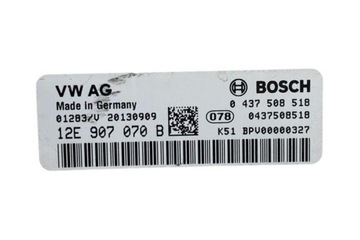 VW AG
Made in Germany
01283/V 20130909
12E 907 070 B
BOSCH
0 437 508 518
078 0437508518
K51 BPV00000327